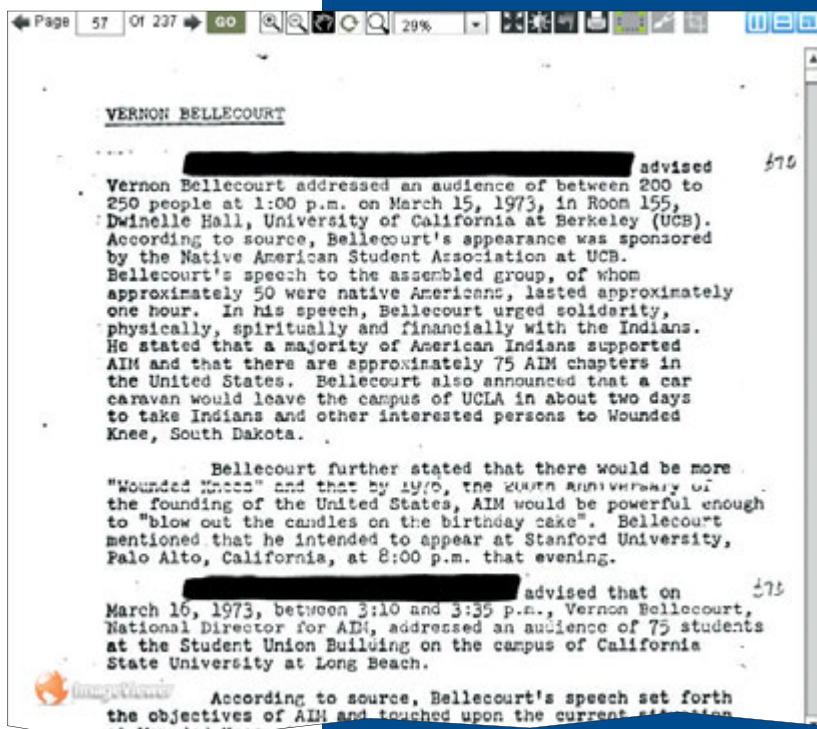 Page 57 Of 237 GO 29%
VERNON BELLECOURT
advised
Vernon Bellecourt addressed an audience of between 200 to
250 people at 1:00 p.m. on March 15, 1973, in Room 155,
Dwinelle Hall, University of California at Berkeley (UCB).
According to source, Bellecourt's appearance was sponsored
by the Native American Student Association at UCB.
Bellecourt's speech to the assembled group, of whom
approximately 50 were native Americans, lasted approximately
one hour. In his speech, Bellecourt urged solidarity,
physically, spiritually and financially with the Indians.
He stated that a majority of American Indians supported
AIM and that there are approximately 75 AIM chapters in
the United States. Bellecourt also announced that a car
caravan would leave the campus of UCLA in about two days
to take Indians and other interested persons to Wounded
Knee, South Dakota.
Bellecourt further stated that there would be more
"Wounded Knees" and that by 1976, the 200th Anniversary of
the founding of the United States, AIM would be powerful enough
to "blow out the candles on the birthday cake". Bellecourt
mentioned that he intended to appear at Stanford University,
Palo Alto, California, at 8:00 p.m. that evening.
advised that on
March 16, 1973, between 3:10 and 3:35 p.m., Vernon Bellecourt,
National Director for AIM, addressed an audience of 75 students
at the Student Union Building on the campus of California
State University at Long Beach.
ImageViewer
According to source, Bellecourt's speech set forth
the objectives of AIM and touched upon the current situation